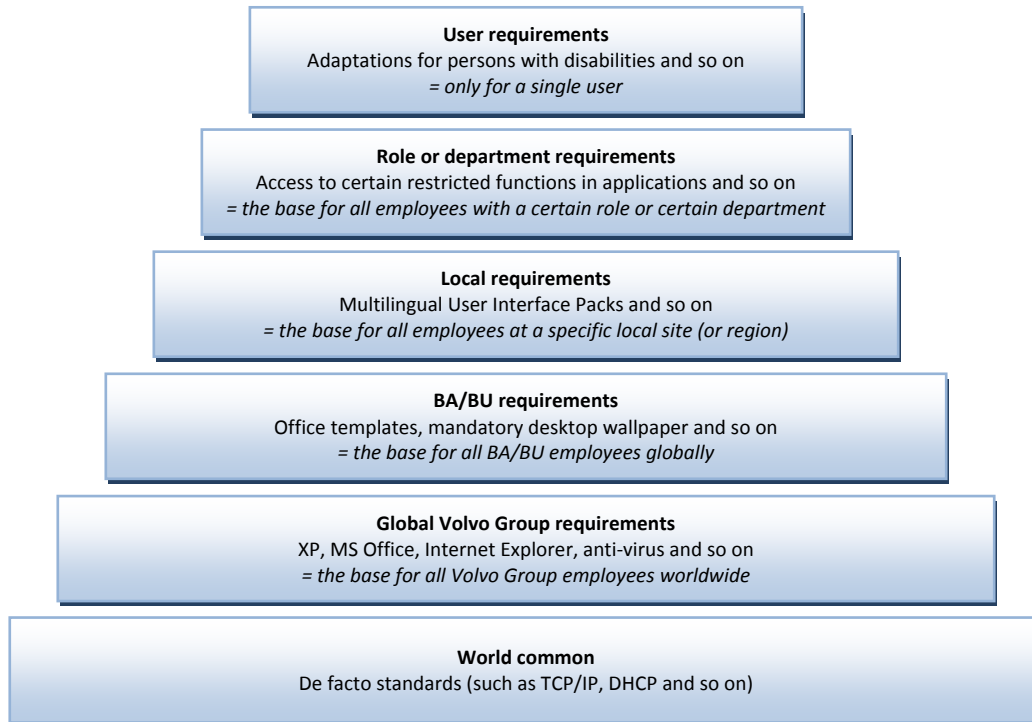 User requirements
Adaptations for persons with disabilities and so on
= only for a single user
Role or department requirements
Access to certain restricted functions in applications and so on
= the base for all employees with a certain role or certain department
Local requirements
Multilingual User Interface Packs and so on
= the base for all employees at a specific local site (or region)
BA/BU requirements
Office templates, mandatory desktop wallpaper and so on
= the base for all BA/BU employees globally
Global Volvo Group requirements
XP, MS Office, Internet Explorer, anti-virus and so on
= the base for all Volvo Group employees worldwide
World common
De facto standards (such as TCP/IP, DHCP and so on)